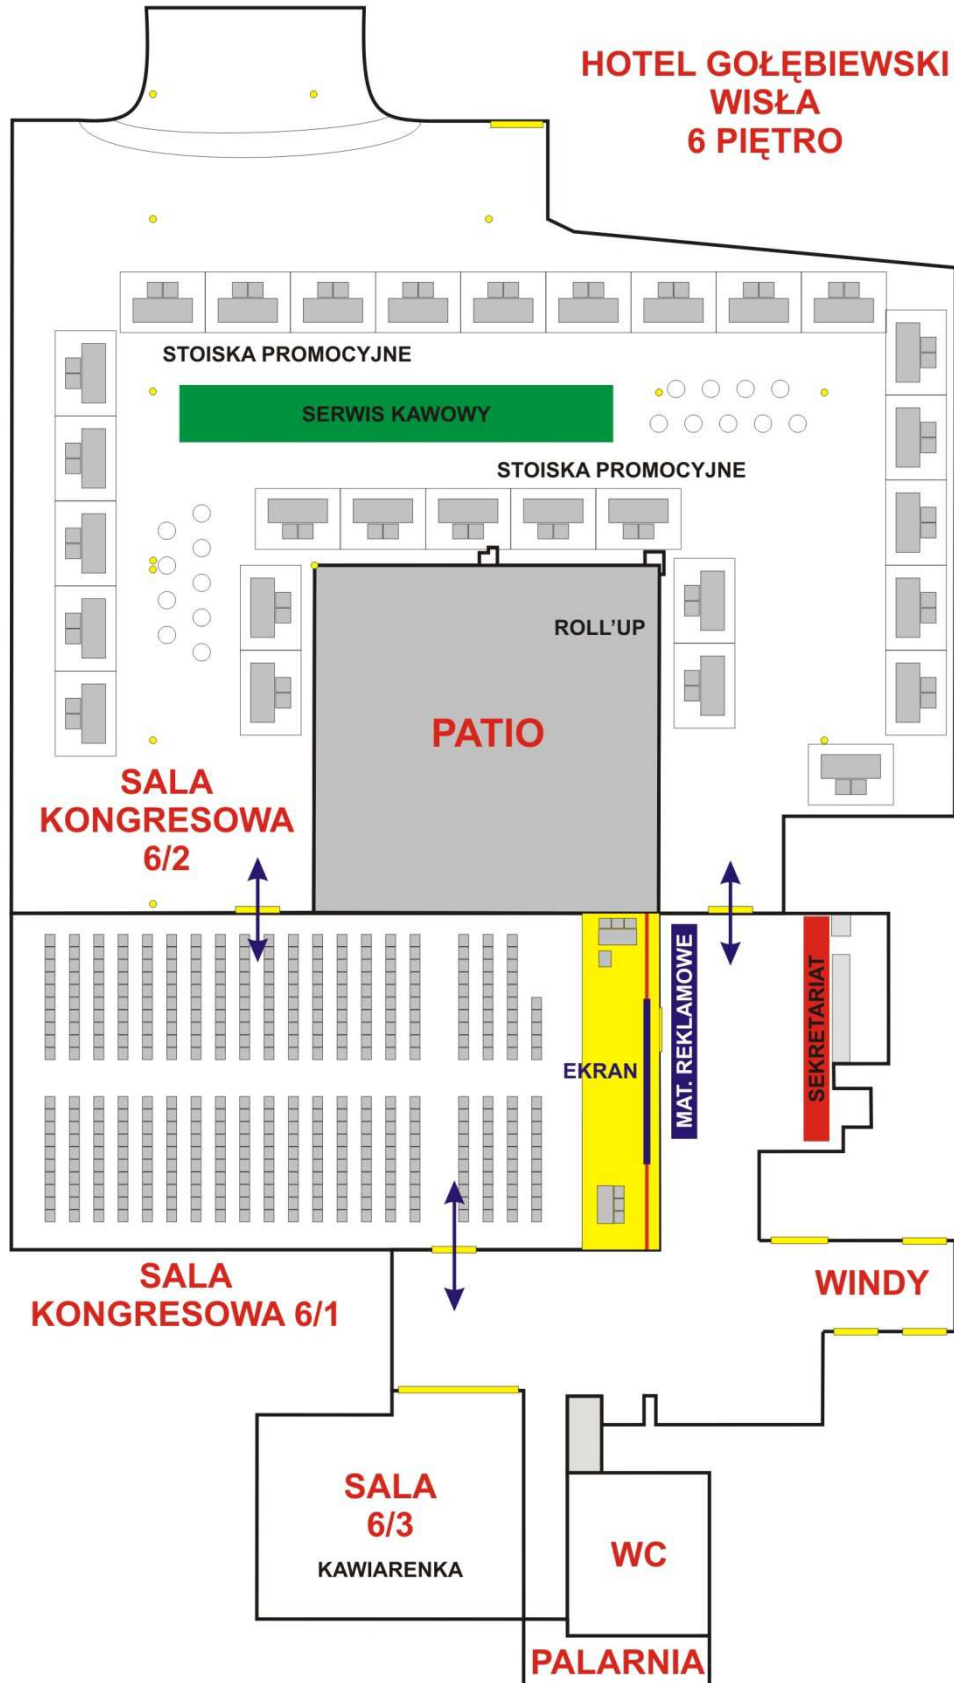 HOTEL GOŁĘBIEWSKI
WISŁA
6 PIĘTRO
STOISKA PROMOCYJNE
SERWIS KAWOWY
STOISKA PROMOCYJNE
ROLL'UP
PATIO
SALA
KONGRESOWA
6/2
EKRAN
MAT. REKLAMOWE
SEKRETARIAT
SALA
KONGRESOWA 6/1
WINDY
SALA
6/3
KAWIARENKA
WC
PALARNIA